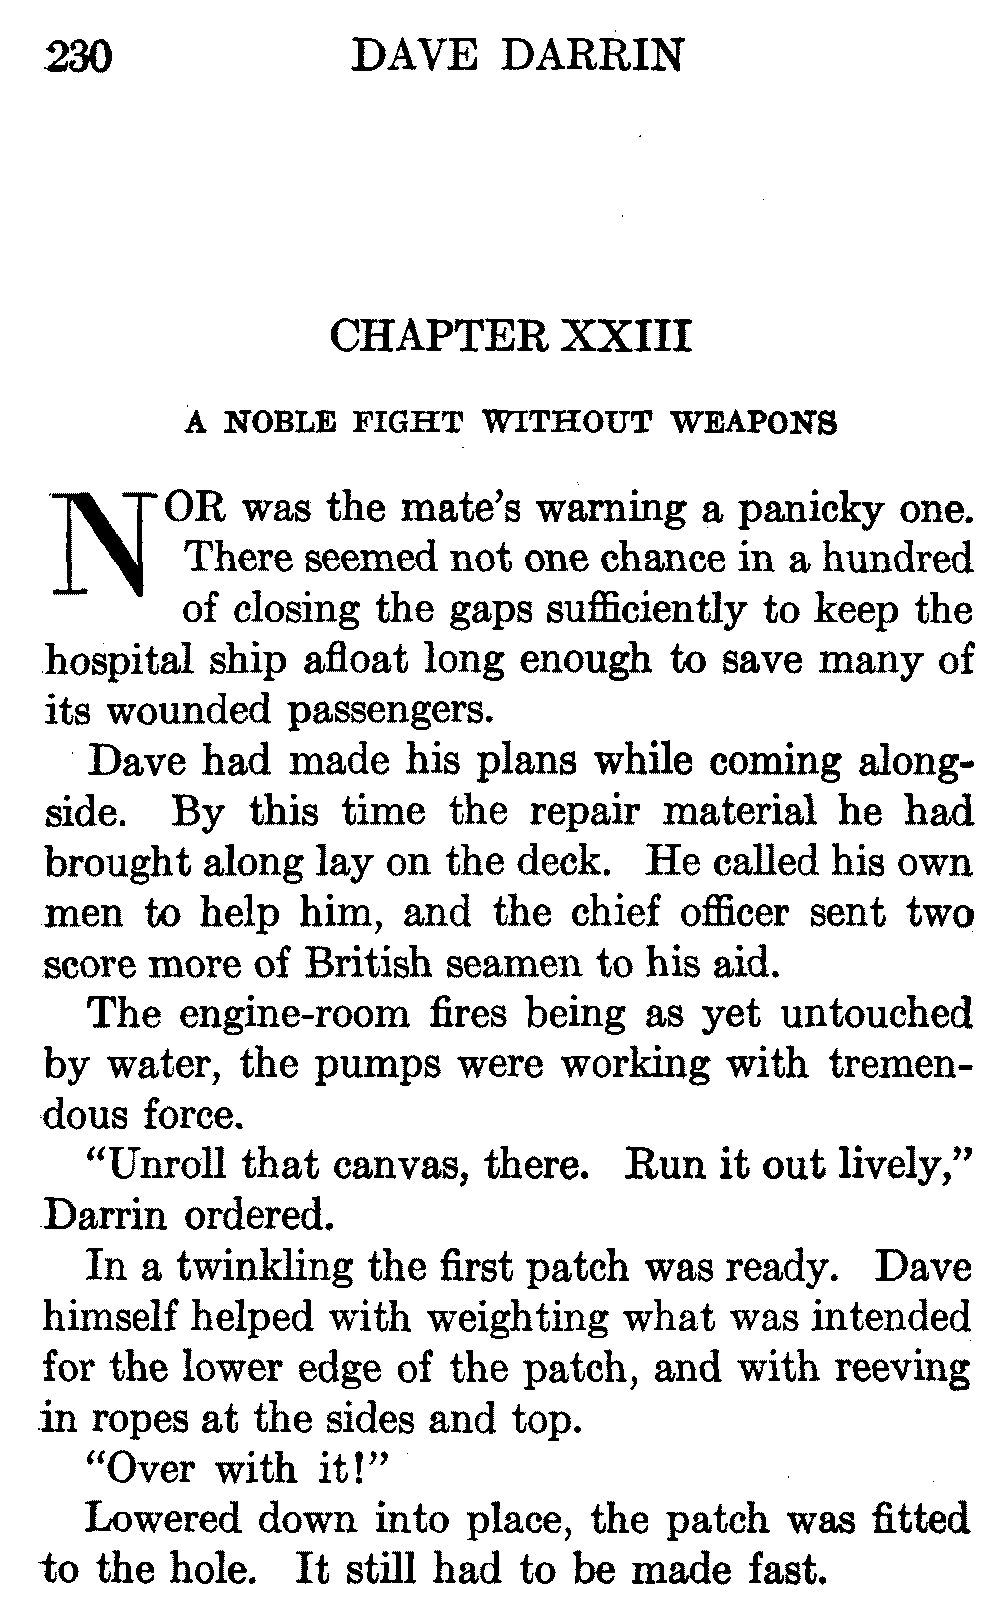 230 DAVE DARRIN
CHAPTER XXIII
A NOBLE FIGHT WITHOUT WEAPONS
NOR was the mate's warning a panicky one.
There seemed not one chance in a hundred
of closing the gaps sufficiently to keep the
hospital ship afloat long enough to save many of
its wounded passengers.
Dave had made his plans while coming along-
side. By this time the repair material he had
brought along lay on the deck. He called his own
men to help him, and the chief officer sent two
score more of British seamen to his aid.
The engine-room fires being as yet untouched
by water, the pumps were working with tremen-
dous force.
“Unroll that canvas, there. Run it out lively,”
Darrin ordered.
In a twinkling the first patch was ready. Dave
himself helped with weighting what was intended
for the lower edge of the patch, and with reeving
in ropes at the sides and top.
“Over with it!”
Lowered down into place, the patch was fitted
to the hole. It still had to be made fast.